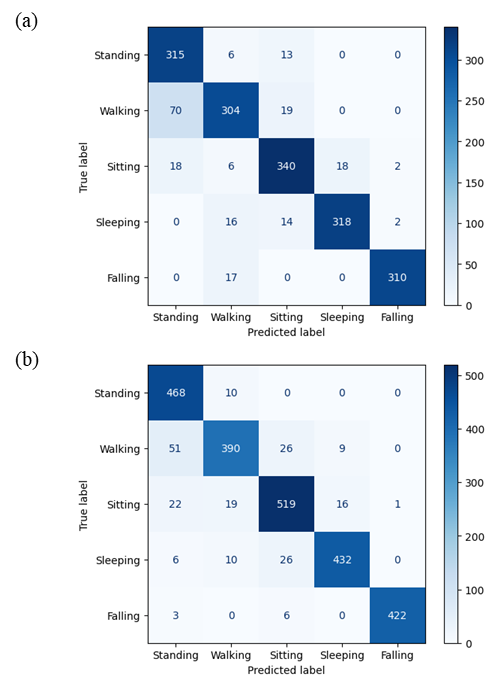 (a)
Standing 315 6 13 0 0
300
Walking 70 304 19 0 0
250
200
Sitting 18 6 340 18 2
150
Sleeping 0 16 14 318 2
100
50
Falling 0 17 0 0 310
0
True label
Standing Walking Sitting Sleeping Falling
Predicted label
(b)
Standing 468 10 0 0 0
500
Walking 51 390 26 9 0
400
Sitting 22 19 519 16 1
300
200
Sleeping 6 10 26 432 0
100
Falling 3 0 6 0 422
0
True label
Standing Walking Sitting Sleeping Falling
Predicted label